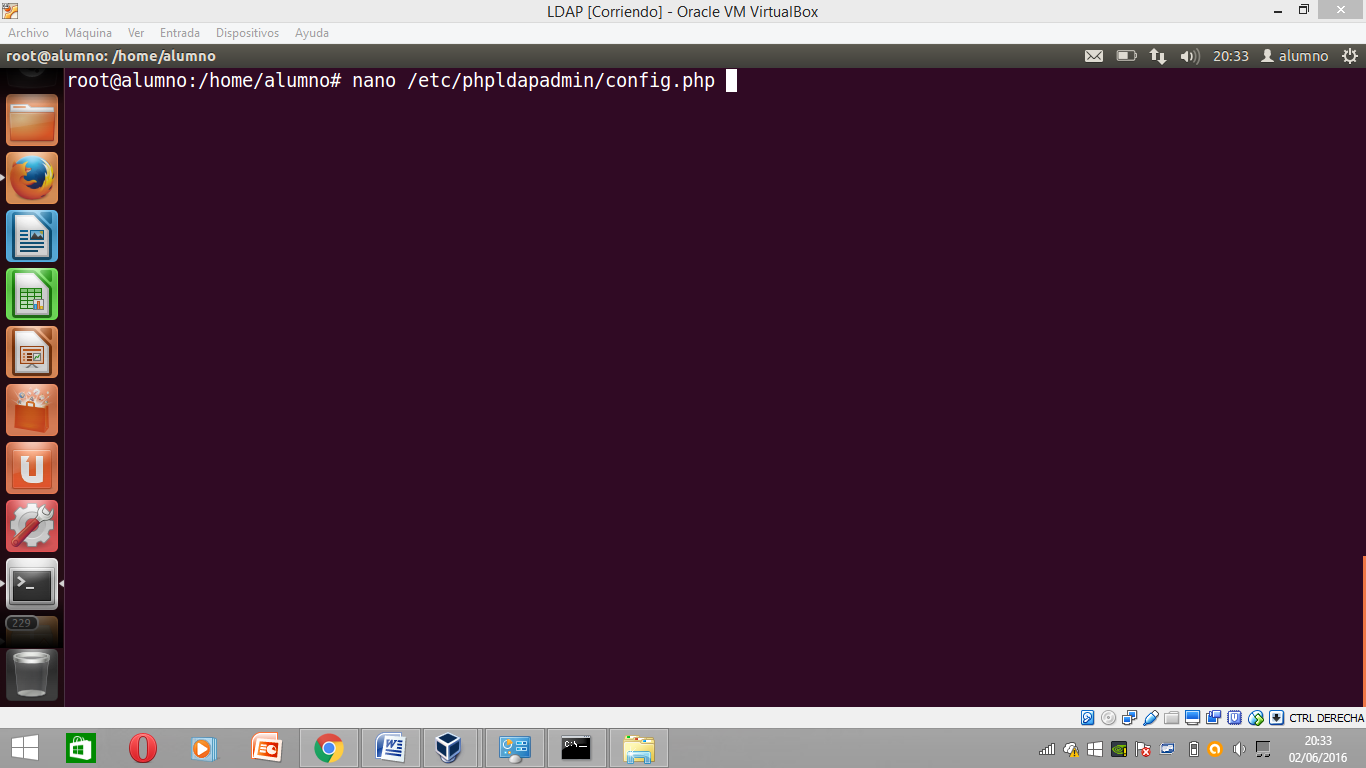 LDAP [Corriendo] - Oracle VM VirtualBox
Archivo Máquina Ver Entrada Dispositivos Ayuda
root@alumno: /home/alumno
20:33 alumno
root@alumno:/home/alumno# nano /etc/phpldapadmin/config.php
229
CTRL DERECHA
20:33
02/06/2016